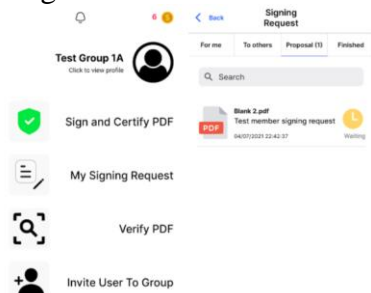 6
Test Group 1A
Click to view profile
Sign and Certify PDF
My Signing Request
Verify PDF
Invite User To Group
Back
Signing
Request
For me
To others
Proposal (1)
Finished
Search
PDF
Blank 2.pdf
Test member signing request
04/07/2021 22:42:37
Waiting